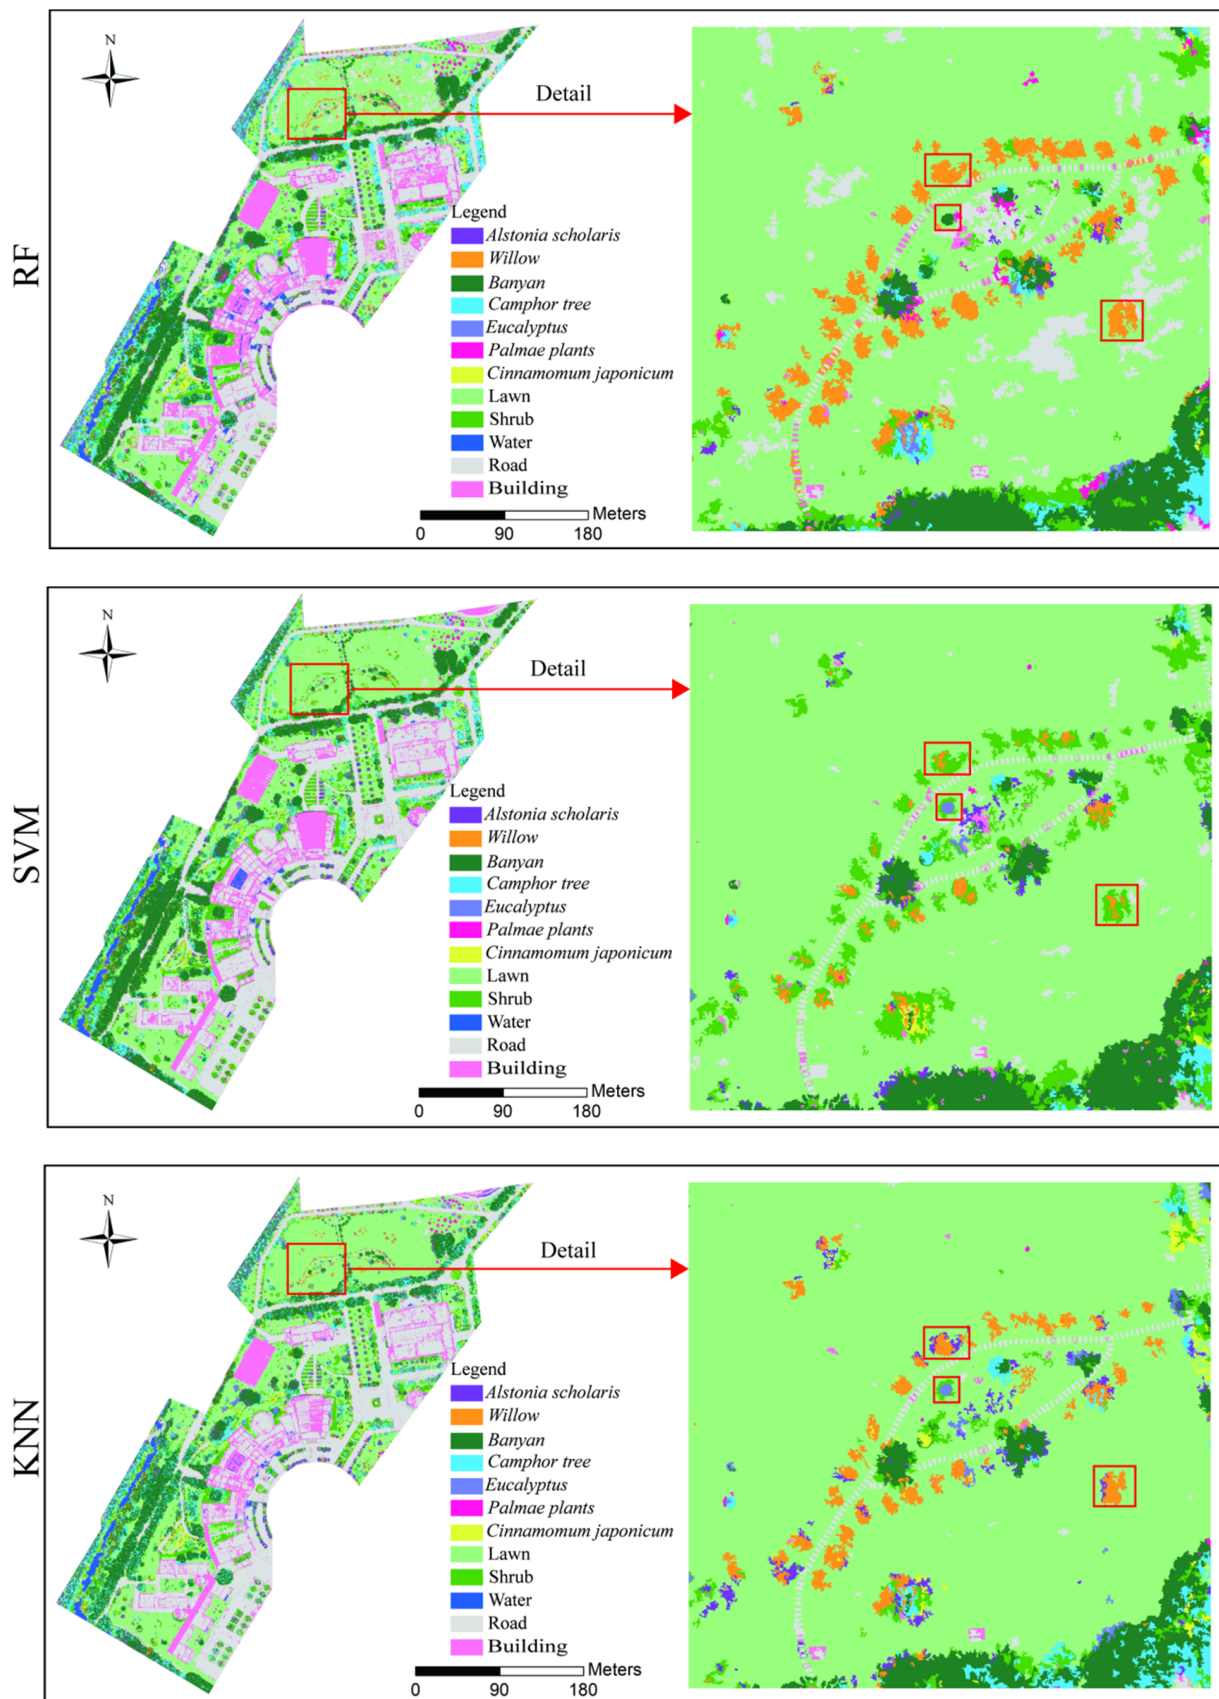 RF
N
Detail
Legend
Alstonia scholaris
Willow
Banyan
Camphor tree
Eucalyptus
Palmae plants
Cinnamomum japonicum
Lawn
Shrub
Water
Road
Building
Meters
0 90 180
SVM
N
Detail
Legend
Alstonia scholaris
Willow
Banyan
Camphor tree
Eucalyptus
Palmae plants
Cinnamomum japonicum
Lawn
Shrub
Water
Road
Building
Meters
0 90 180
KNN
N
Detail
Legend
Alstonia scholaris
Willow
Banyan
Camphor tree
Eucalyptus
Palmae plants
Cinnamomum japonicum
Lawn
Shrub
Water
Road
Building
Meters
0 90 180